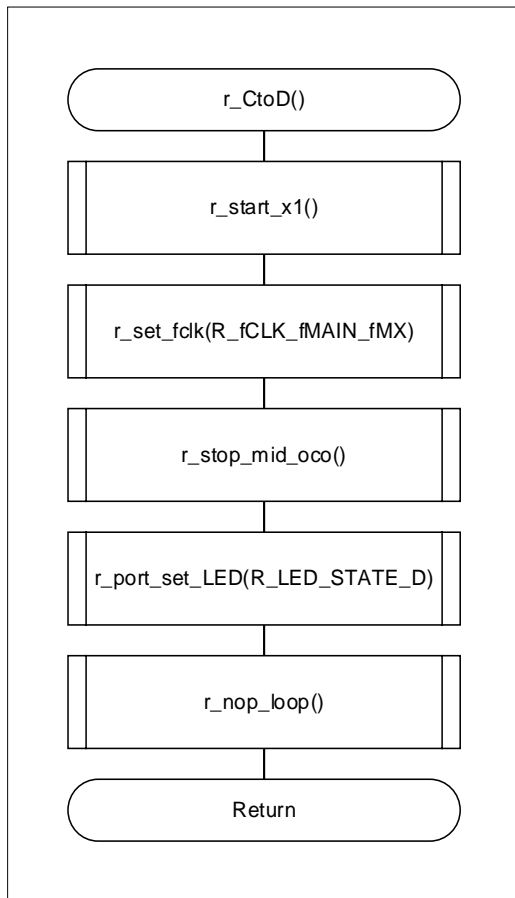 r_CtoD()
r_start_x1()
r_set_fclk(R_fCLK_fMAIN_fMX)
r_stop_mid_oco()
r_port_set_LED(R_LED_STATE_D)
r_nop_loop()
Return